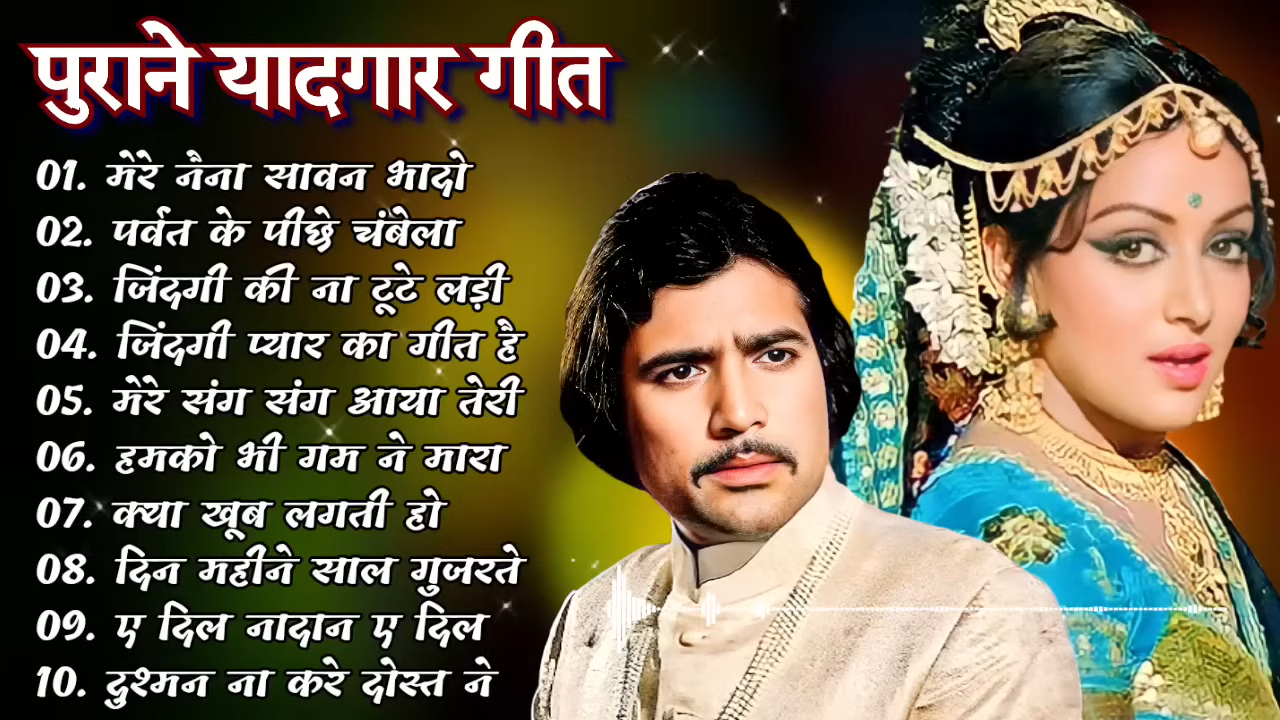 पुराने यादगार गीत
01. मेरे नैना सावन भादो
02. पर्वत के पीछे चंबेला
03. जिंदगी की ना टूटे लड़ी
04. जिंदगी प्यार का गीत है
05. मेरे संग संग आया तेरी
06. हमको भी गम ने मारा
07. क्या खूब लगती हो
08. दिन महीने साल गुजरते
09. ए दिल नादान ए दिल
10. दुश्मन ना करे दोस्त ने